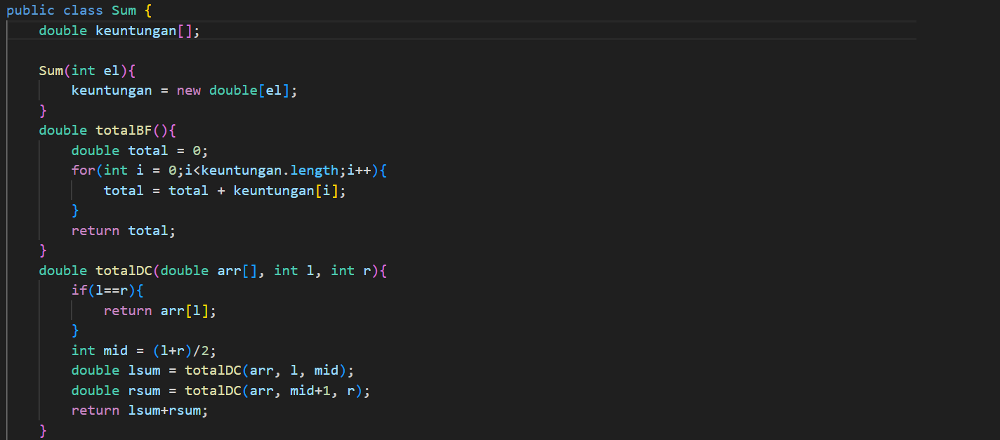 public class Sum {
    double keuntungan[];

    Sum(int el){
        keuntungan = new double[el];
    }
    double totalBF(){
        double total = 0;
        for(int i = 0;i<keuntungan.length;i++){
            total = total + keuntungan[i];
        }
        return total;
    }
    double totalDC(double arr[], int l, int r){
        if(l==r){
            return arr[l];
        }
        int mid = (l+r)/2;
        double lsum = totalDC(arr, l, mid);
        double rsum = totalDC(arr, mid+1, r);
        return lsum+rsum;
    }